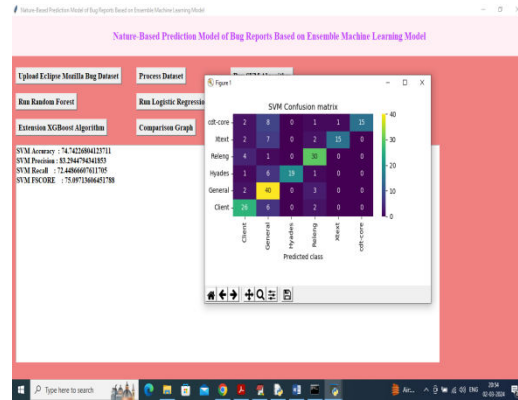 Nature-Based Prediction Model of Bug Reports Based on Ensemble Machine Learning Model
Nature-Based Prediction Model of Bug Reports Based on Ensemble Machine Learning Model
Upload Eclipse Mozilla Bug Dataset
Process Dataset
Run Random Forest
Run Logistic Regressio
Extension XGBoost Algorithm
Comparison Graph
SVM Accuracy : 74.74226804123711
SVM Precision : 83.2944794341853
SVM Recall : 72.44866607611705
SVM FSCORE : 75.09713606451788
Figure 1
SVM Confusion matrix
cdt-core 2 8 0 1 1 15
Xtext 2 7 0 2 15 0
Releng 4 1 0 30 0 0
Hyades 1 6 19 1 0 0
General 2 40 0 3 0 0
Client 26 6 0 2 0 0
Client General Hyades Releng Xtext cdt-core
Predicted class
40
30
20
10
0
Type here to search
Air...
ENG
20:54
02-03-2024